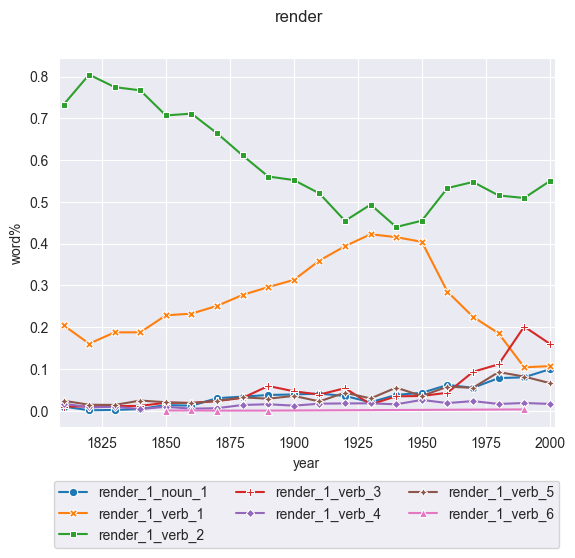 render
0.8
0.7
0.6
0.5
0.4
0.3
0.2
0.1
0.0
word%
1825 1850 1875 1900 1925 1950 1975 2000
year
render_1_noun_1 render_1_verb_3 render_1_verb_5
render_1_verb_1 render_1_verb_4 render_1_verb_6
render_1_verb_2